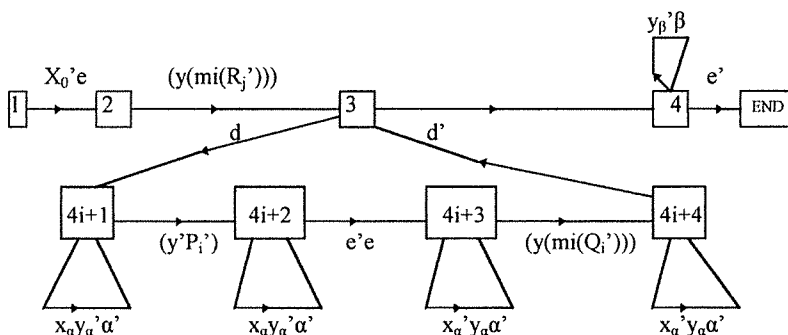 y_β’β
X_0’e (y(mi(R_j’))) e’
1 2 3 4 END
d d’
4i+1 4i+2 4i+3 4i+4
(y’P_i’) e’e (y(mi(Q_i’)))
x_αy_α’α’ x_αy_α’α’ x_α’y_αα’ x_α’y_αα’